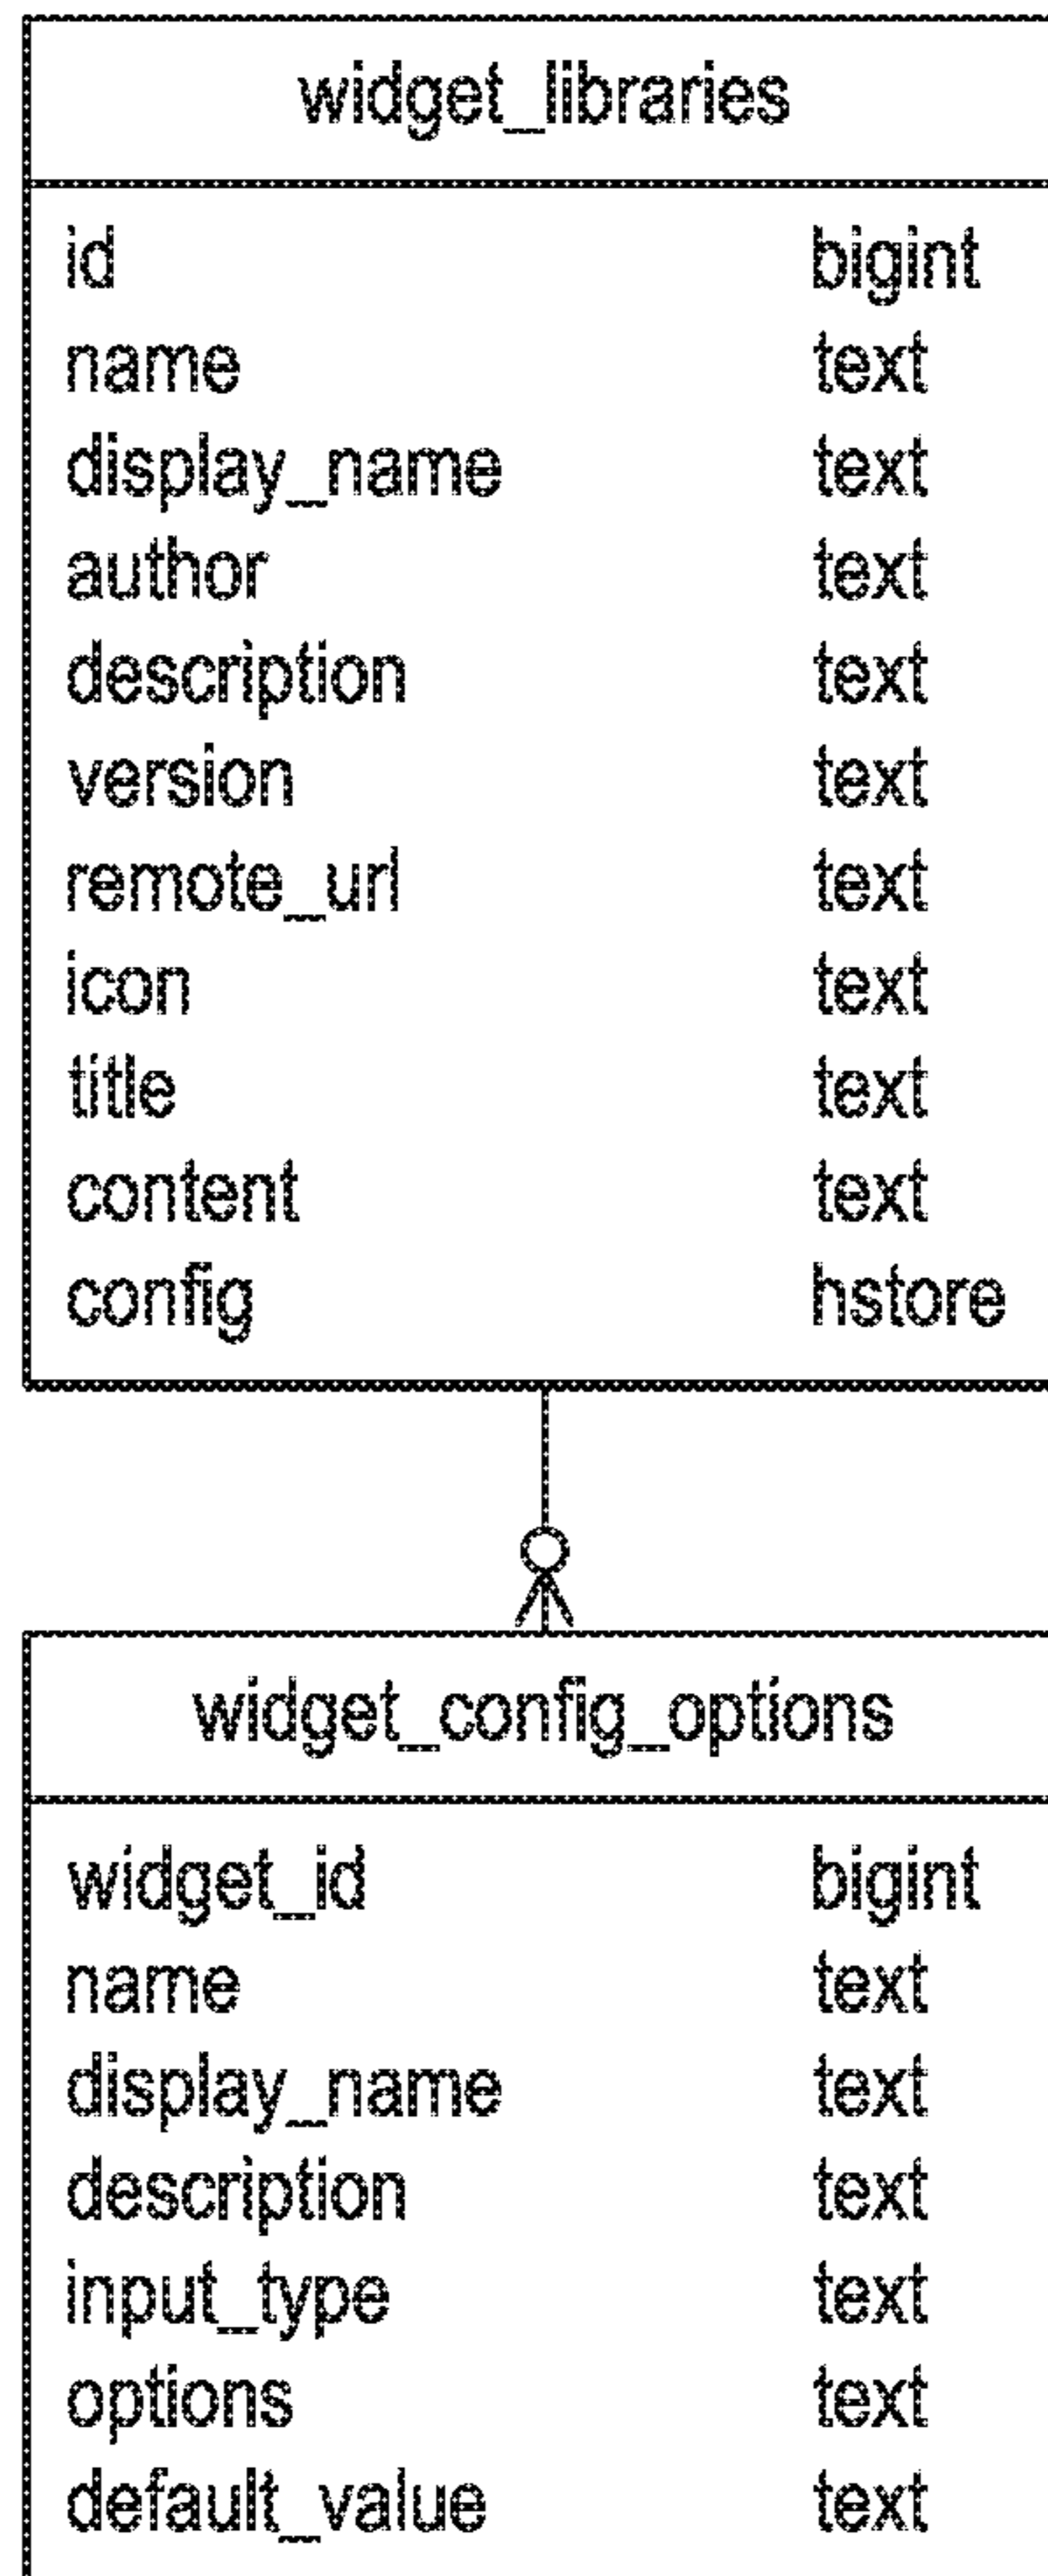 widget_libraries
id bigint
name text
display_name text
author text
description text
version text
remote_url text
icon text
title text
content text
config hstore
widget_config_options
widget_id bigint
name text
display_name text
description text
input_type text
options text
default_value text